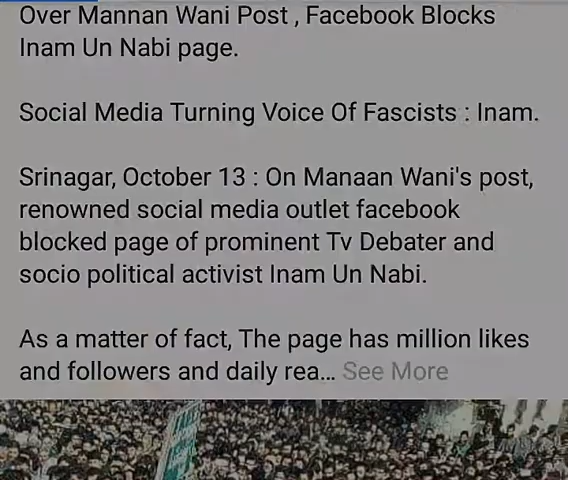 Over Mannan Wani Post , Facebook Blocks
Inam Un Nabi page.
Social Media Turning Voice Of Fascists : Inam.
Srinagar, October 13 : On Manaan Wani's post,
renowned social media outlet facebook
blocked page of prominent Tv Debater and
socio political activist Inam Un Nabi.
As a matter of fact, The page has million likes
and followers and daily rea... See More